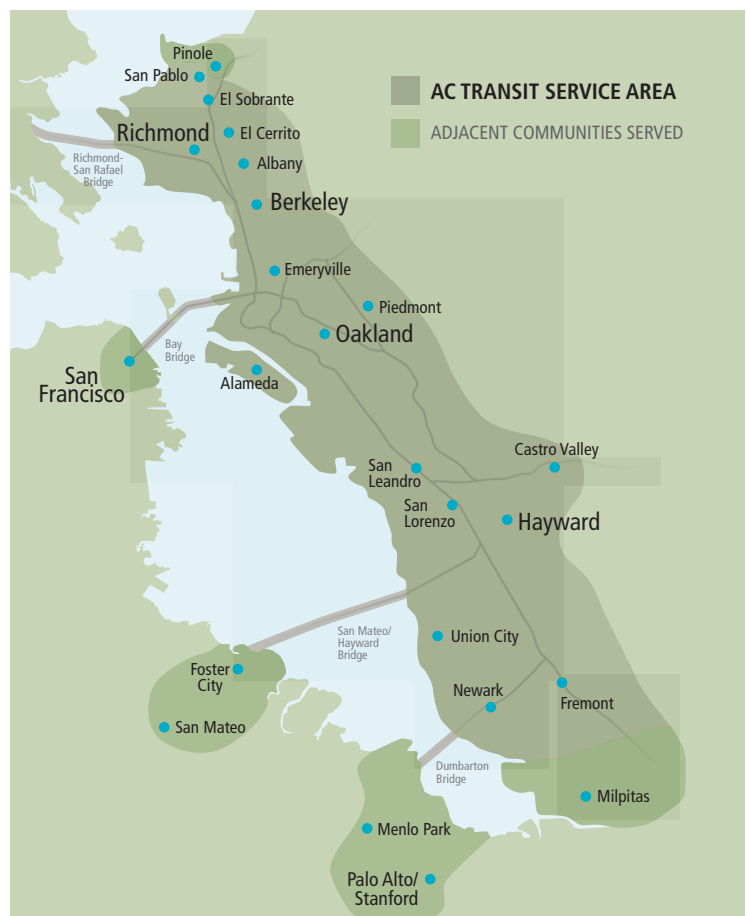 Pinole
San Pablo
AC TRANSIT SERVICE AREA
El Sobrante
Richmond
El Cerrito
ADJACENT COMMUNITIES SERVED
Richmond-
San Rafael
Bridge
Albany
Berkeley
Emeryville
Piedmont
Oakland
Bay
Bridge
San
Francisco
Alameda
Castro Valley
San
Leandro
San
Lorenzo
Hayward
San Mateo/
Hayward
Bridge
Union City
Foster
City
Newark
Fremont
San Mateo
Dumbarton
Bridge
Milpitas
Menlo Park
Palo Alto/
Stanford